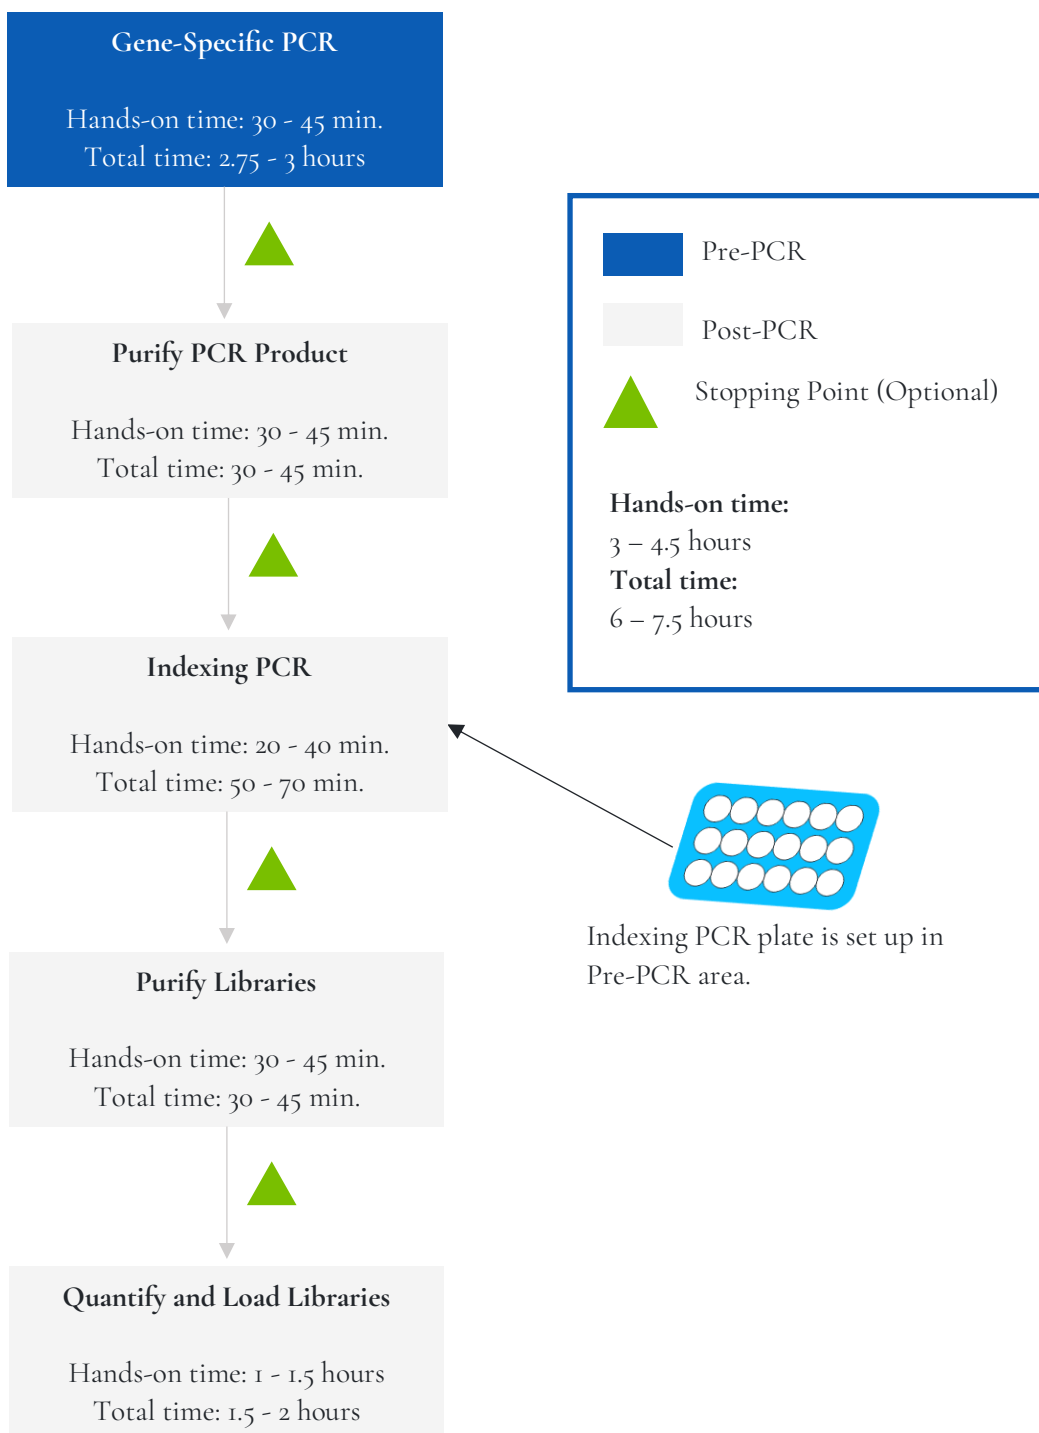 Gene-Specific PCR
Hands-on time: 30 - 45 min.
Total time: 2.75 - 3 hours
Purify PCR Product
Hands-on time: 30 - 45 min.
Total time: 30 - 45 min.
Indexing PCR
Hands-on time: 20 - 40 min.
Total time: 50 - 70 min.
Purify Libraries
Hands-on time: 30 - 45 min.
Total time: 30 - 45 min.
Quantify and Load Libraries
Hands-on time: 1 - 1.5 hours
Total time: 1.5 - 2 hours
Pre-PCR
Post-PCR
Stopping Point (Optional)
Hands-on time:
3 – 4.5 hours
Total time:
6 – 7.5 hours
Indexing PCR plate is set up in
Pre-PCR area.